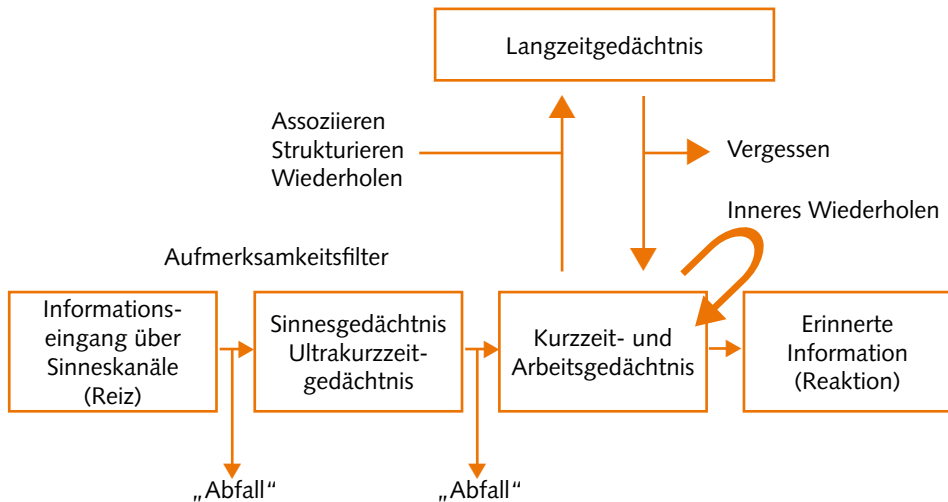 Langzeitgedächtnis
Assoziieren
Strukturieren
Wiederholen
Vergessen
Inneres Wiederholen
Aufmerksamkeitsfilter
Informations-
eingang über
Sinneskanäle
(Reiz)
Sinnesgedächtnis
Ultrakurzzeit-
gedächtnis
Kurzzeit- und
Arbeitsgedächtnis
Erinnerte
Information
(Reaktion)
„Abfall“
„Abfall“